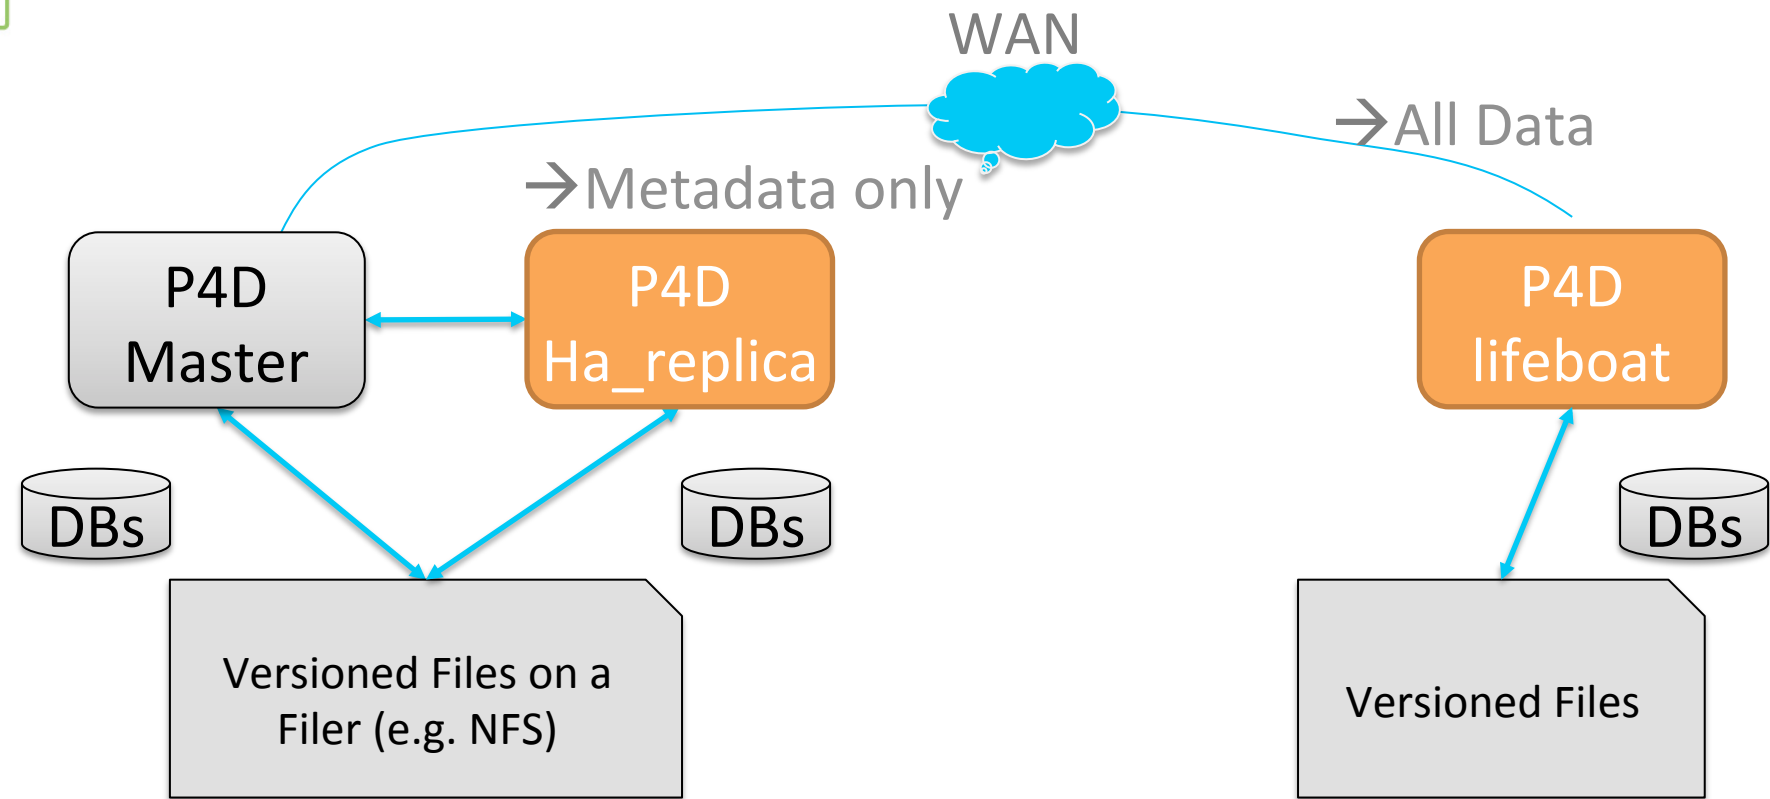 WAN
→All Data
→Metadata only
P4D
Master
P4D
Ha_replica
P4D
lifeboat
DBs
DBs
DBs
Versioned Files on a
Filer (e.g. NFS)
Versioned Files